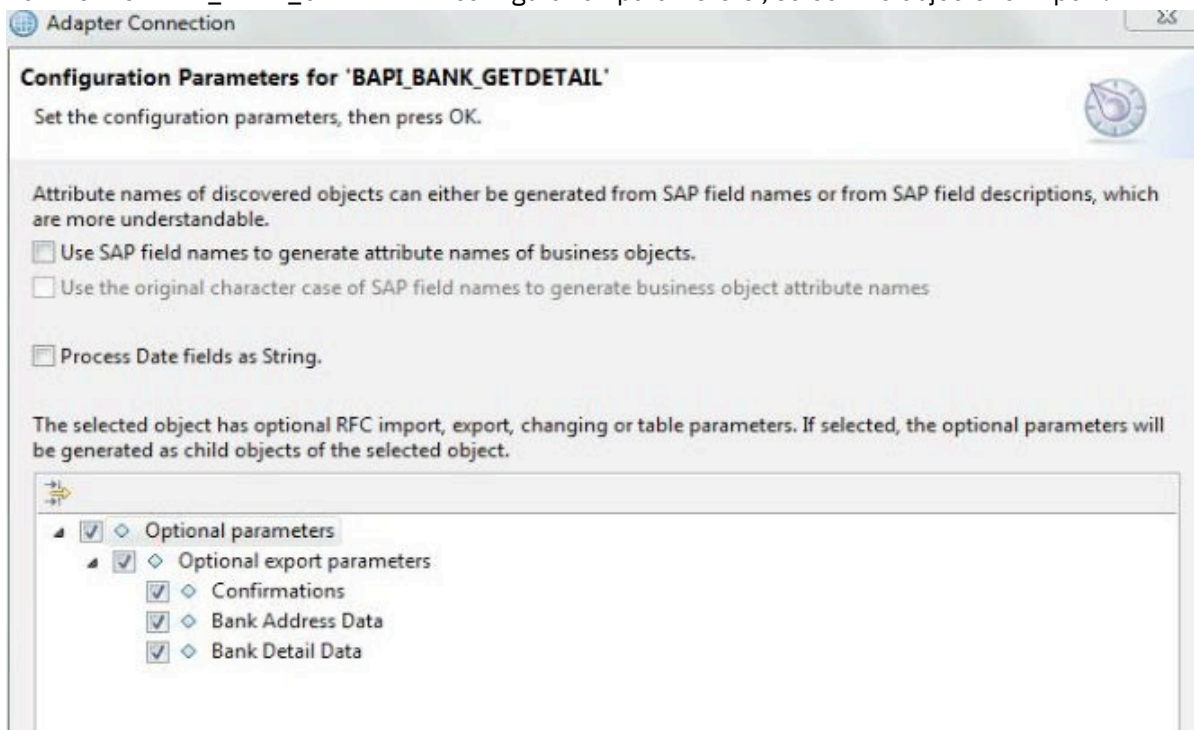 Adapter Connection
Configuration Parameters for 'BAPI_BANK_GETDETAIL'
Set the configuration parameters, then press OK.
Attribute names of discovered objects can either be generated from SAP field names or from SAP field descriptions, which
are more understandable.
Use SAP field names to generate attribute names of business objects.
Use the original character case of SAP field names to generate business object attribute names
Process Date fields as String.
The selected object has optional RFC import, export, changing or table parameters. If selected, the optional parameters will
be generated as child objects of the selected object.
Optional parameters
Optional export parameters
Confirmations
Bank Address Data
Bank Detail Data